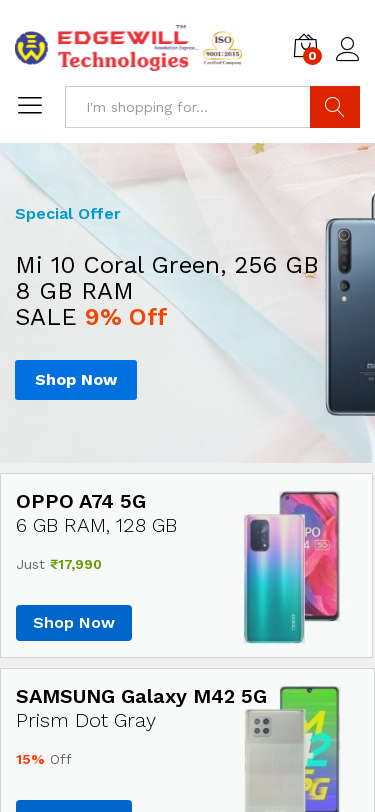 EDGEWILL™
Revolution Express...
Technologies®
ISO
9001:2015
Certified Company
0
I'm shopping for...
Special Offer
Mi 10 Coral Green, 256 GB
8 GB RAM
SALE 9% Off
Shop Now
OPPO A74 5G
6 GB RAM, 128 GB
Just ₹17,990
Shop Now
SAMSUNG Galaxy M42 5G
Prism Dot Gray
15% Off